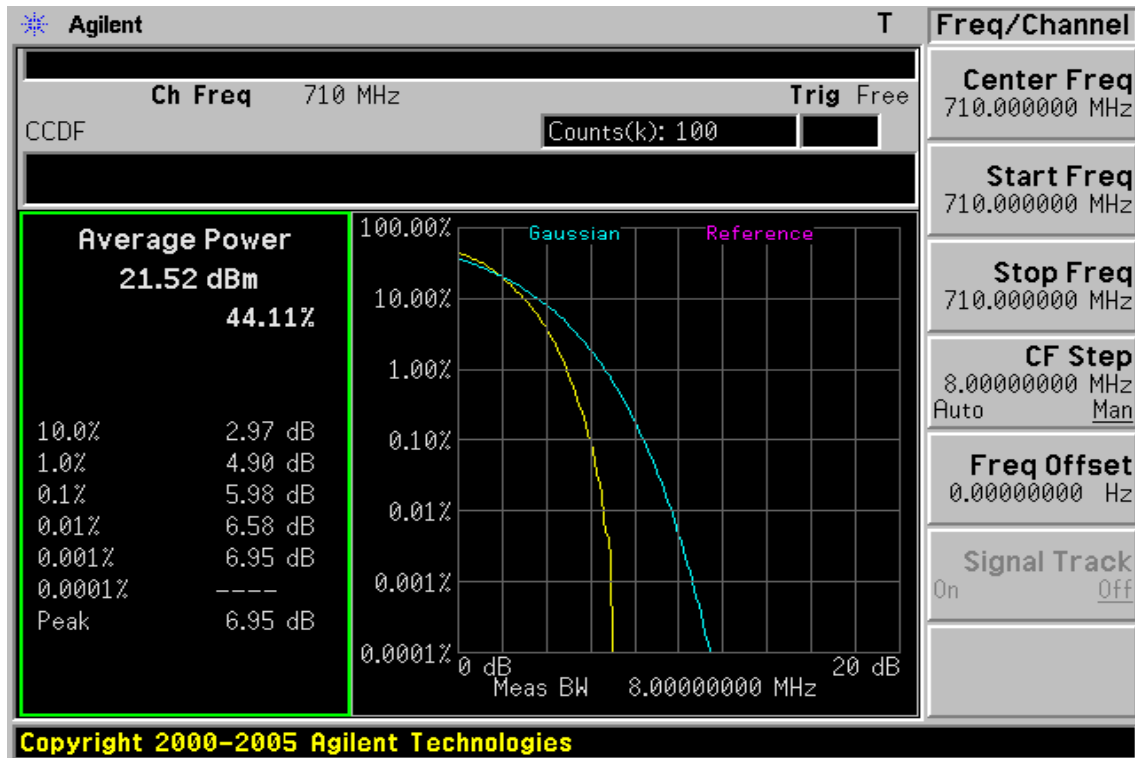 Agilent T
Freq/Channel
Ch Freq 710 MHz Trig Free
CCDF Counts(k): 100
Average Power
21.52 dBm
44.11%
10.0% 2.97 dB
1.0% 4.90 dB
0.1% 5.98 dB
0.01% 6.58 dB
0.001% 6.95 dB
0.0001% ----
Peak 6.95 dB
Gaussian Reference
100.00%
10.00%
1.00%
0.10%
0.01%
0.001%
0.0001%
0 dB 20 dB
Meas BW 8.00000000 MHz
Center Freq
710.000000 MHz
Start Freq
710.000000 MHz
Stop Freq
710.000000 MHz
CF Step
8.00000000 MHz
Auto Man
Freq Offset
0.00000000 Hz
Signal Track
On Off
Copyright 2000-2005 Agilent Technologies